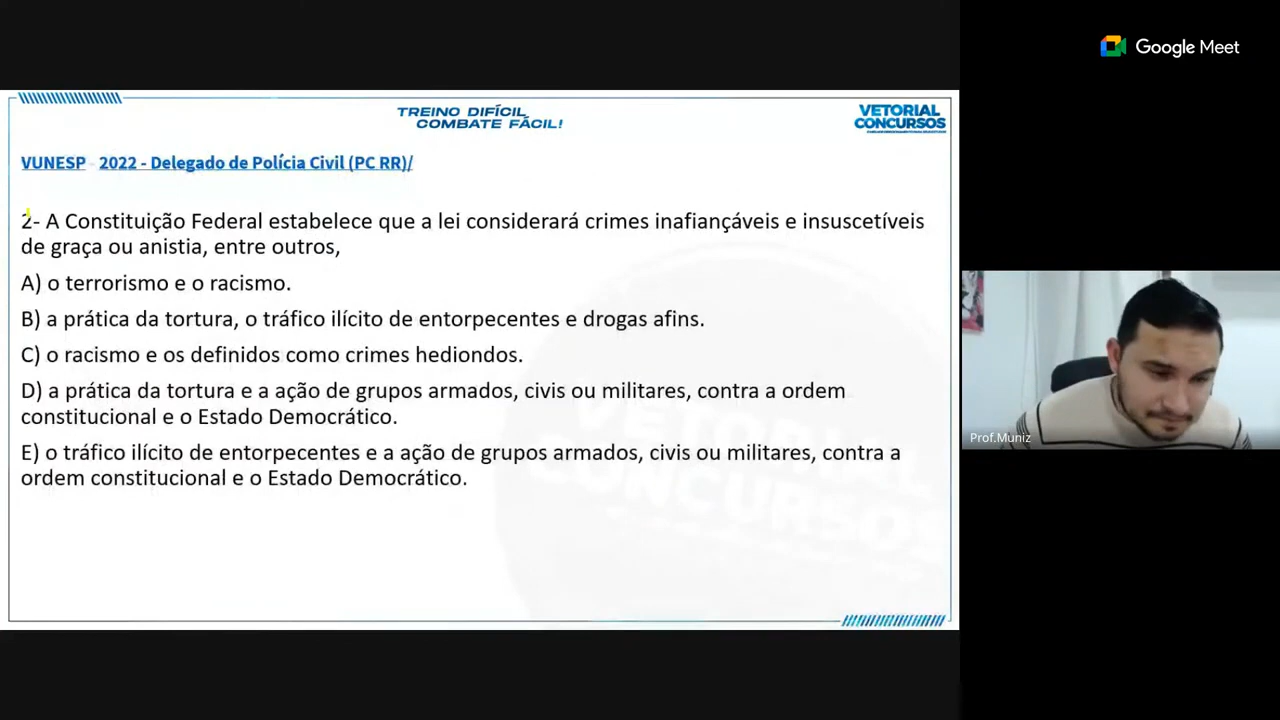 Google Meet
TREINO DIFÍCIL
COMBATE FÁCIL!
VETORIAL
CONCURSOS
VUNESP - 2022 - Delegado de Polícia Civil (PC RR)/
2- A Constituição Federal estabelece que a lei considerará crimes inafiançáveis e insuscetíveis
de graça ou anistia, entre outros,
A) o terrorismo e o racismo.
B) a prática da tortura, o tráfico ilícito de entorpecentes e drogas afins.
C) o racismo e os definidos como crimes hediondos.
D) a prática da tortura e a ação de grupos armados, civis ou militares, contra a ordem
constitucional e o Estado Democrático.
E) o tráfico ilícito de entorpecentes e a ação de grupos armados, civis ou militares, contra a
ordem constitucional e o Estado Democrático.
VETORIAL
CONCURSOS
Prof.Muniz